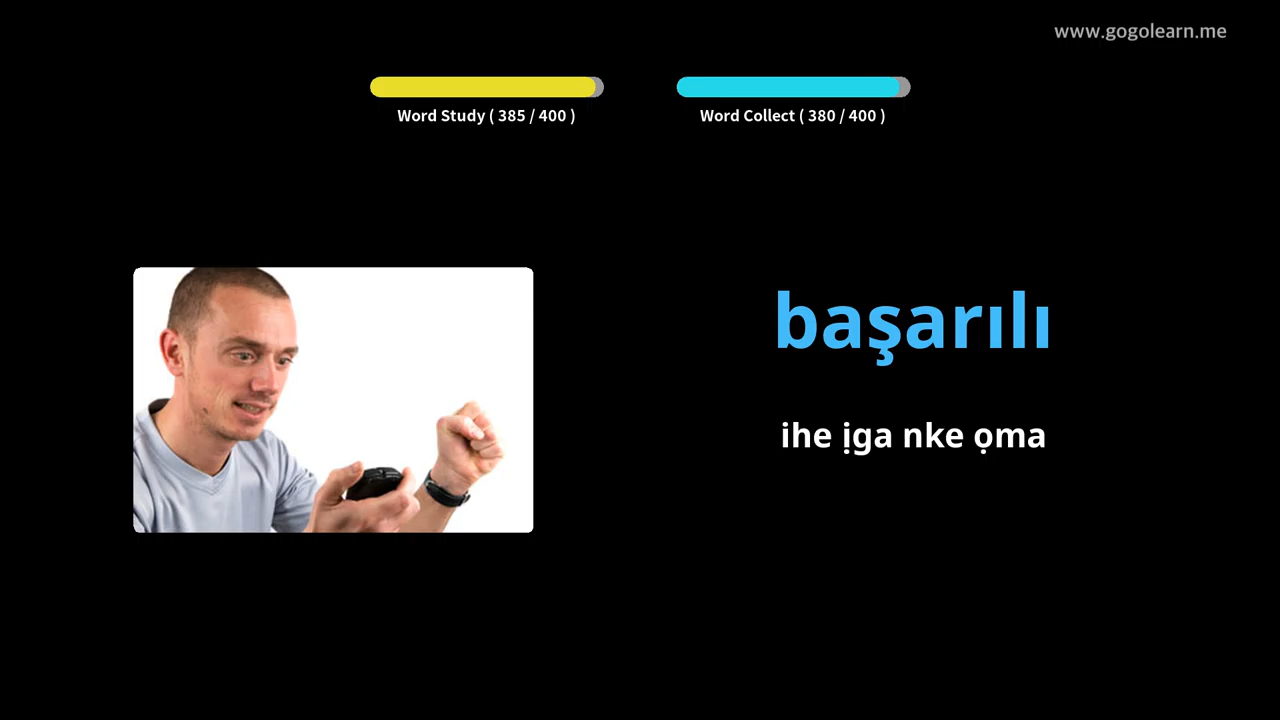 www.gogolearn.me
Word Study ( 385 / 400 )
Word Collect ( 380 / 400 )
başarılı
ihe ịga nke ọma